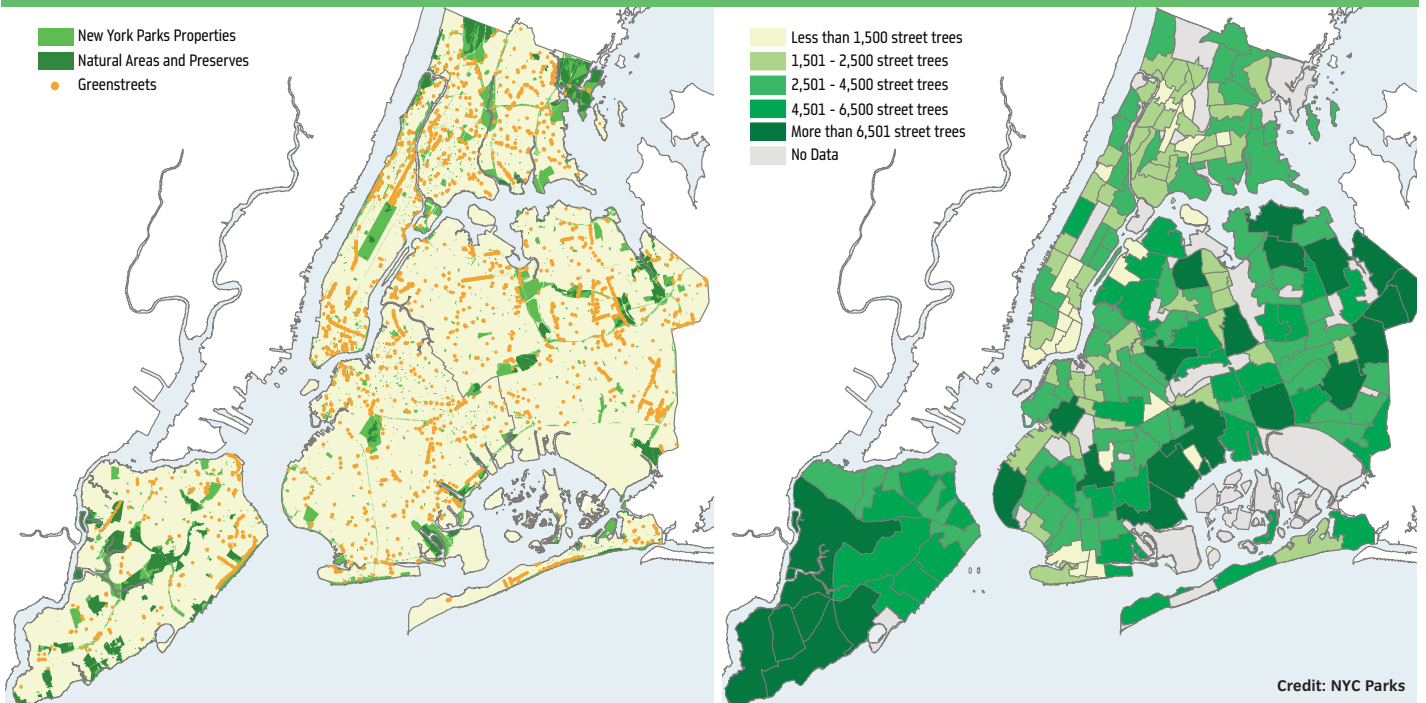 New York Parks Properties
Natural Areas and Preserves
Greenstreets
Less than 1,500 street trees
1,501 - 2,500 street trees
2,501 - 4,500 street trees
4,501 - 6,500 street trees
More than 6,501 street trees
No Data
Credit: NYC Parks